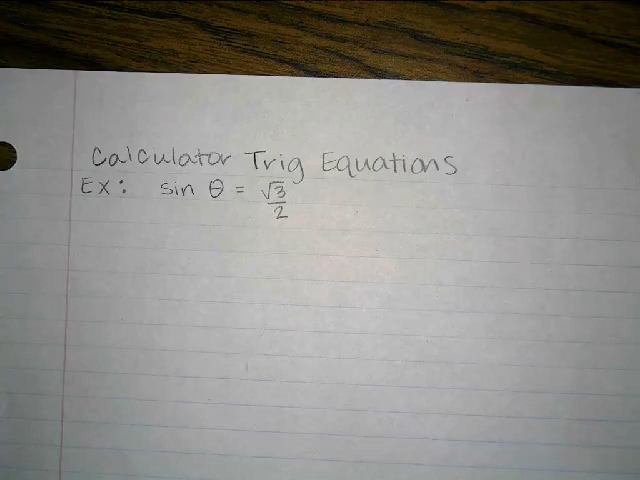 Calculator Trig Equations
Ex: sin θ = √3/2